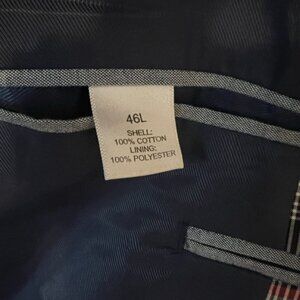 46L
SHELL:
100% COTTON
LINING:
100% POLYESTER